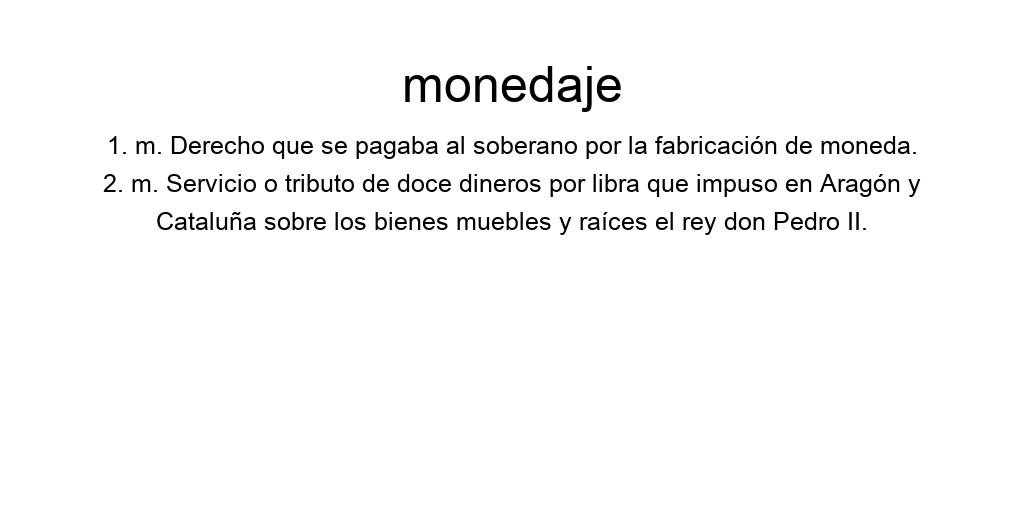 monedaje
1. m. Derecho que se pagaba al soberano por la fabricación de moneda.
2. m. Servicio o tributo de doce dineros por libra que impuso en Aragón y
Cataluña sobre los bienes muebles y raíces el rey don Pedro II.